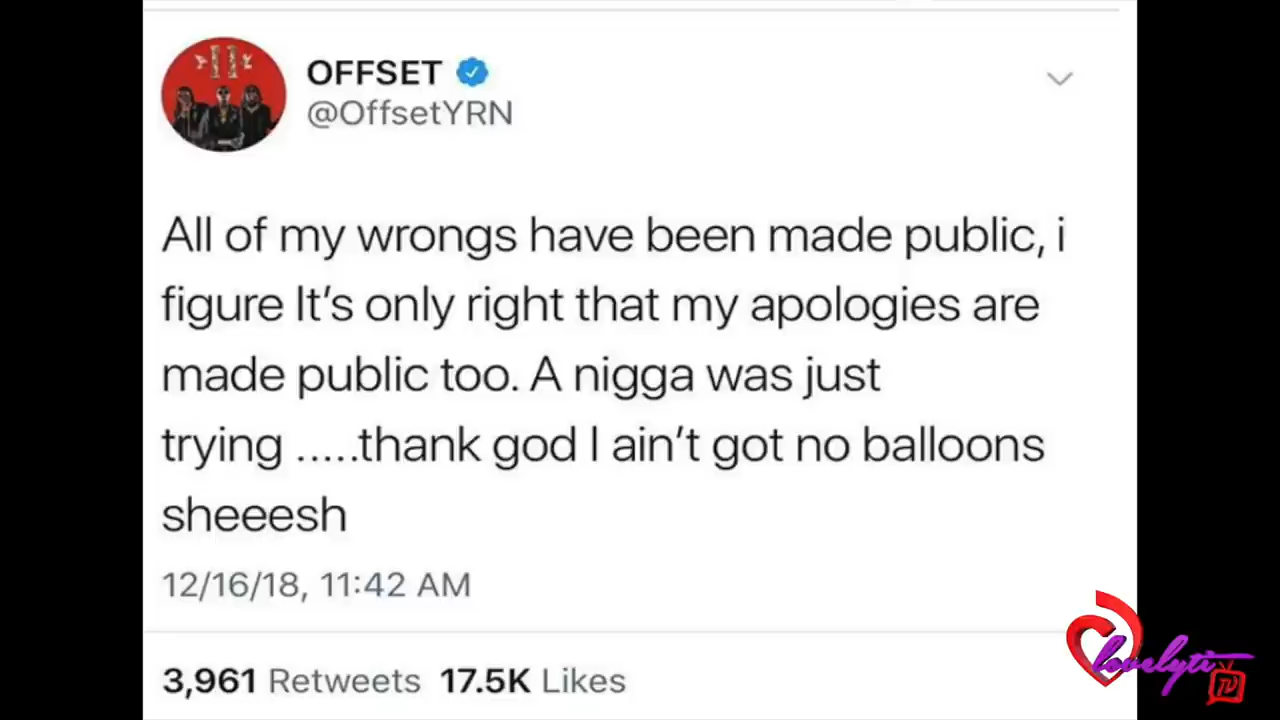 OFFSET
@OffsetYRN
All of my wrongs have been made public, i
figure It's only right that my apologies are
made public too. A nigga was just
trying .....thank god I ain't got no balloons
sheeesh
12/16/18, 11:42 AM
3,961 Retweets 17.5K Likes
lovelyti
TV